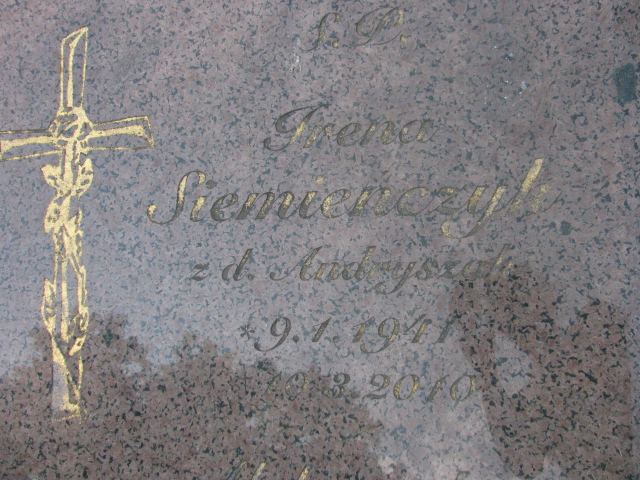 Ś.P.
Irena
Siemieńczyk
z d. Andryszak
*9.1.1941
10.3.2010